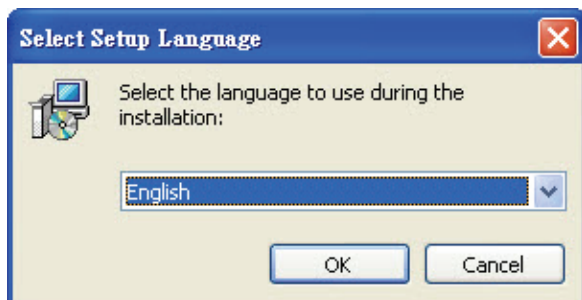 Select Setup Language
Select the language to use during the
installation:
English
OK
Cancel